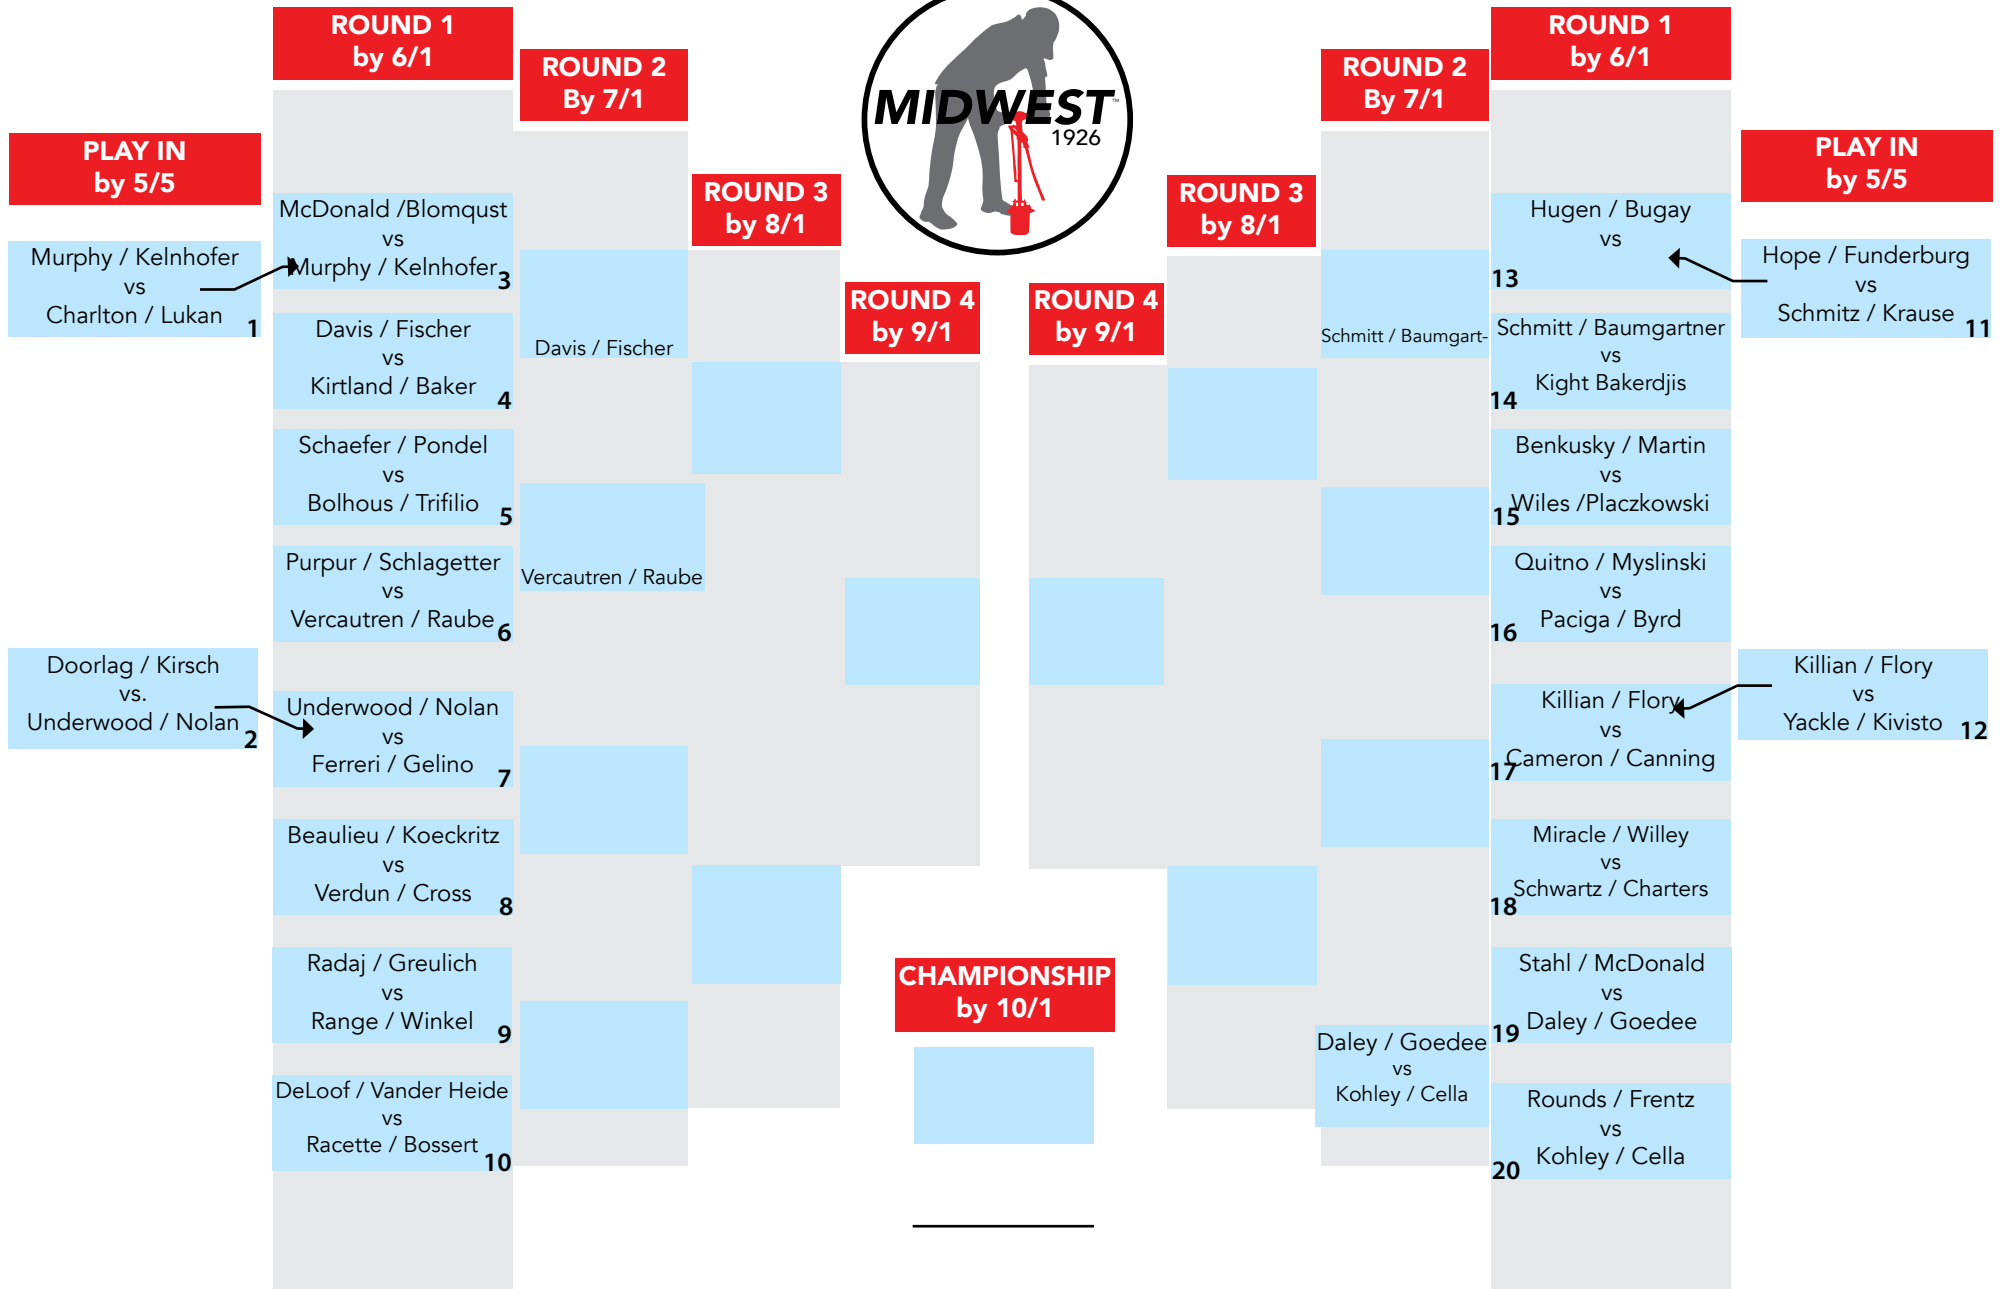 PLAY IN
by 5/5
Murphy / Kelnhofer
vs
Charlton / Lukan
1
Doorlag / Kirsch
vs.
Underwood / Nolan
2
ROUND 1
by 6/1
McDonald /Blomqust
vs
Murphy / Kelnhofer
3
Davis / Fischer
vs
Kirtland / Baker
4
Schaefer / Pondel
vs
Bolhous / Trifilio
5
Purpur / Schlagetter
vs
Vercautren / Raube
6
Underwood / Nolan
vs
Ferreri / Gelino
7
Beaulieu / Koeckritz
vs
Verdun / Cross
8
Radaj / Greulich
vs
Range / Winkel
9
DeLoof / Vander Heide
vs
Racette / Bossert
10
ROUND 2
By 7/1
Davis / Fischer
Vercautren / Raube
ROUND 3
by 8/1
ROUND 4
by 9/1
MIDWEST™
1926
CHAMPIONSHIP
by 10/1
ROUND 4
by 9/1
ROUND 3
by 8/1
ROUND 2
By 7/1
Schmitt / Baumgart-
Daley / Goedee
vs
Kohley / Cella
ROUND 1
by 6/1
Hugen / Bugay
vs
13
Schmitt / Baumgartner
vs
Kight Bakerdjis
14
Benkusky / Martin
vs
Wiles /Placzkowski
15
Quitno / Myslinski
vs
Paciga / Byrd
16
Killian / Flory
vs
Cameron / Canning
17
Miracle / Willey
vs
Schwartz / Charters
18
Stahl / McDonald
vs
Daley / Goedee
19
Rounds / Frentz
vs
Kohley / Cella
20
PLAY IN
by 5/5
Hope / Funderburg
vs
Schmitz / Krause
11
Killian / Flory
vs
Yackle / Kivisto
12